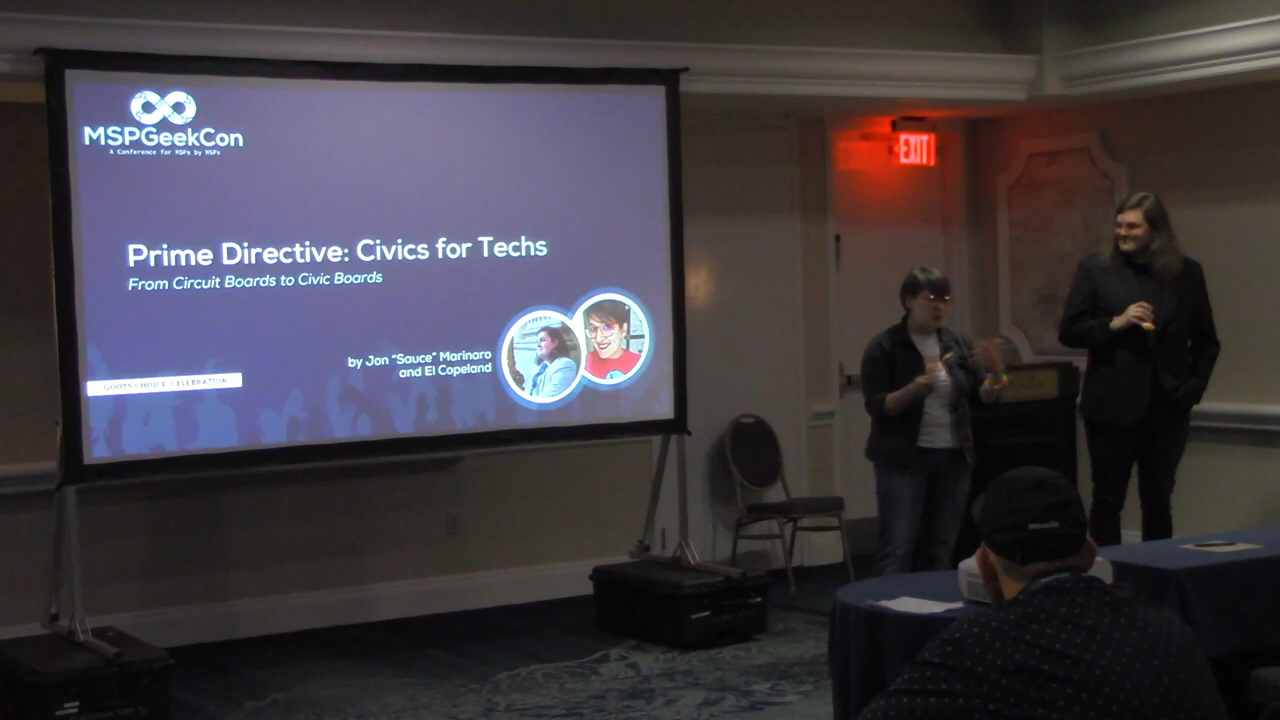 MSPGeekCon
A Conference for MSPs by MSPs
Prime Directive: Civics for Techs
From Circuit Boards to Civic Boards
by Jon "Sauce" Marinaro
and El Copeland
CELEBRATION
EXIT